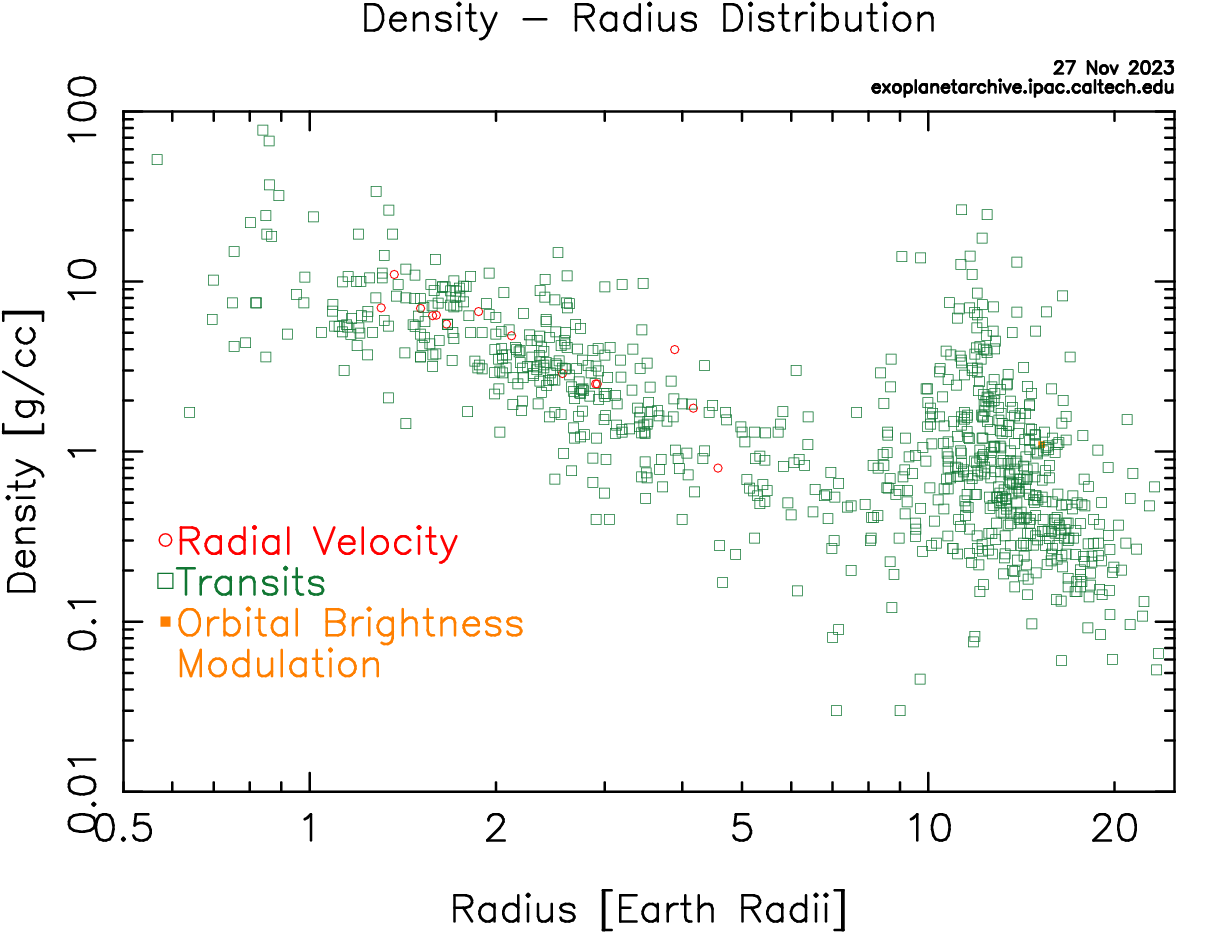 Density – Radius Distribution
27 Nov 2023
exoplanetarchive.ipac.caltech.edu
Density [g/cc]
100
10
1
0.1
0.01
Radial Velocity
Transits
Orbital Brightness
Modulation
0.5 1 2 5 10 20
Radius [Earth Radii]